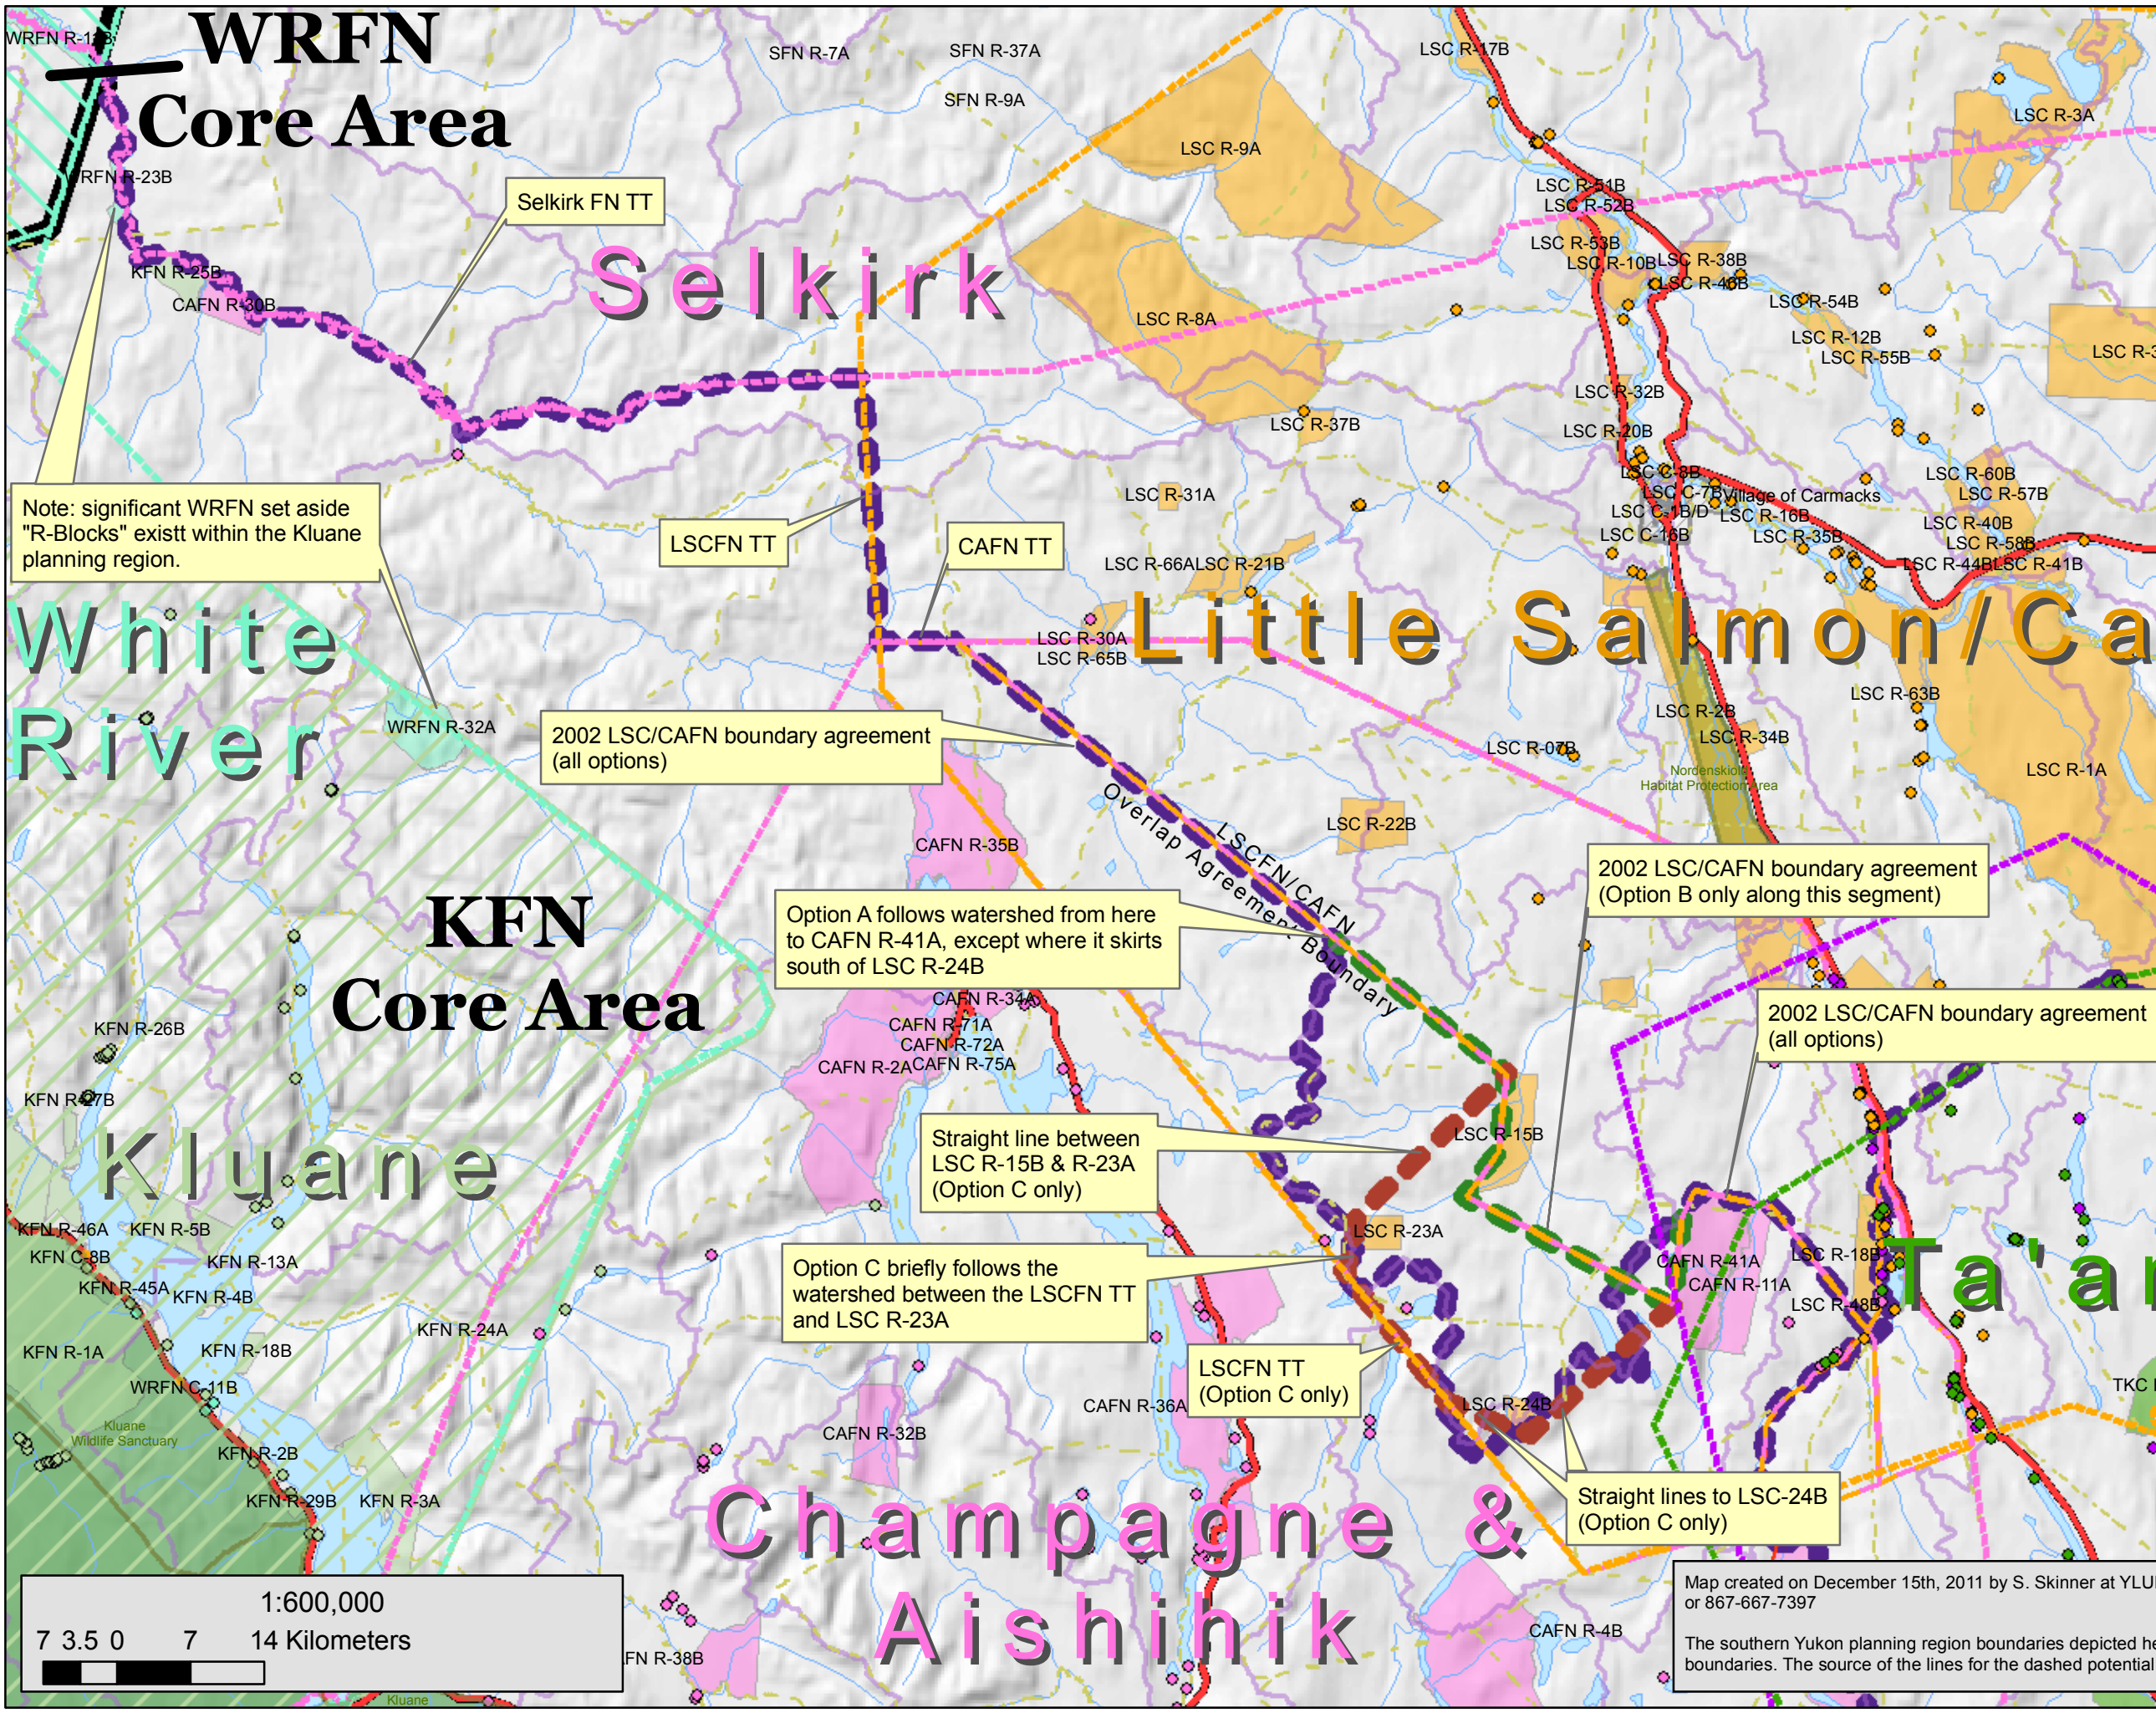 WRFN
Core Area
SFN R-7A
SFN R-37A
SFN R-9A
LSC R-17B
LSC R-3A
LSC R-9A
LSC R-51B
LSC R-52B
LSC R-53B
LSC R-10B
LSC R-38B
LSC R-46B
LSC R-54B
LSC R-12B
LSC R-55B
Selkirk FN TT
Selkirk
KFN R-25B
CAFN R-30B
LSC R-8A
LSC R-32B
LSC R-37B
LSC R-20B
LSC C-8B
LSC C-7B
Village of Carmacks
LSC C-1B/D
LSC R-16B
LSC C-16B
LSC R-35B
LSC R-60B
LSC R-57B
LSC R-40B
LSC R-58B
LSC R-44B
LSC R-41B
Note: significant WRFN set aside
"R-Blocks" existt within the Kluane
planning region.
LSCFN TT
CAFN TT
LSC R-31A
LSC R-66A
LSC R-21B
LSC R-30A
LSC R-65B
White
River
Little Salmon/Ca
WRFN R-32A
2002 LSC/CAFN boundary agreement
(all options)
LSC R-07B
LSC R-63B
LSC R-2B
LSC R-34B
Habitat Protection Area
LSC R-1A
CAFN R-35B
LSC R-22B
LSCFN/CAFN
Overlap Agreement Boundary
2002 LSC/CAFN boundary agreement
(Option B only along this segment)
KFN
Core Area
Option A follows watershed from here
to CAFN R-41A, except where it skirts
south of LSC R-24B
CAFN R-34A
CAFN R-71A
CAFN R-72A
CAFN R-2A
CAFN R-75A
2002 LSC/CAFN boundary agreement
(all options)
KFN R-26B
KFN R-27B
Kluane
Straight line between
LSC R-15B & R-23A
(Option C only)
LSC R-15B
KFN R-46A
KFN R-5B
KFN C-8B
KFN R-13A
KFN R-45A
KFN R-4B
LSC R-23A
CAFN R-41A
CAFN R-11A
LSC R-18B
LSC R-48B
Ta'an
Option C briefly follows the
watershed between the LSCFN TT
and LSC R-23A
KFN R-24A
KFN R-1A
KFN R-18B
WRFN C-11B
LSCFN TT
(Option C only)
CAFN R-36A
CAFN R-32B
LSC R-24B
TKC
Kluane
Wildlife Sanctuary
KFN R-2B
KFN R-29B
KFN R-3A
Straight lines to LSC-24B
(Option C only)
Champagne &
Aishihik
CAFN R-4B
1:600,000
7 3.5 0 7 14 Kilometers
Kluane
Map created on December 15th, 2011 by S. Skinner at
or 867-667-7397
The southern Yukon planning region boundaries depicted
boundaries. The source of the lines for the dashed potential